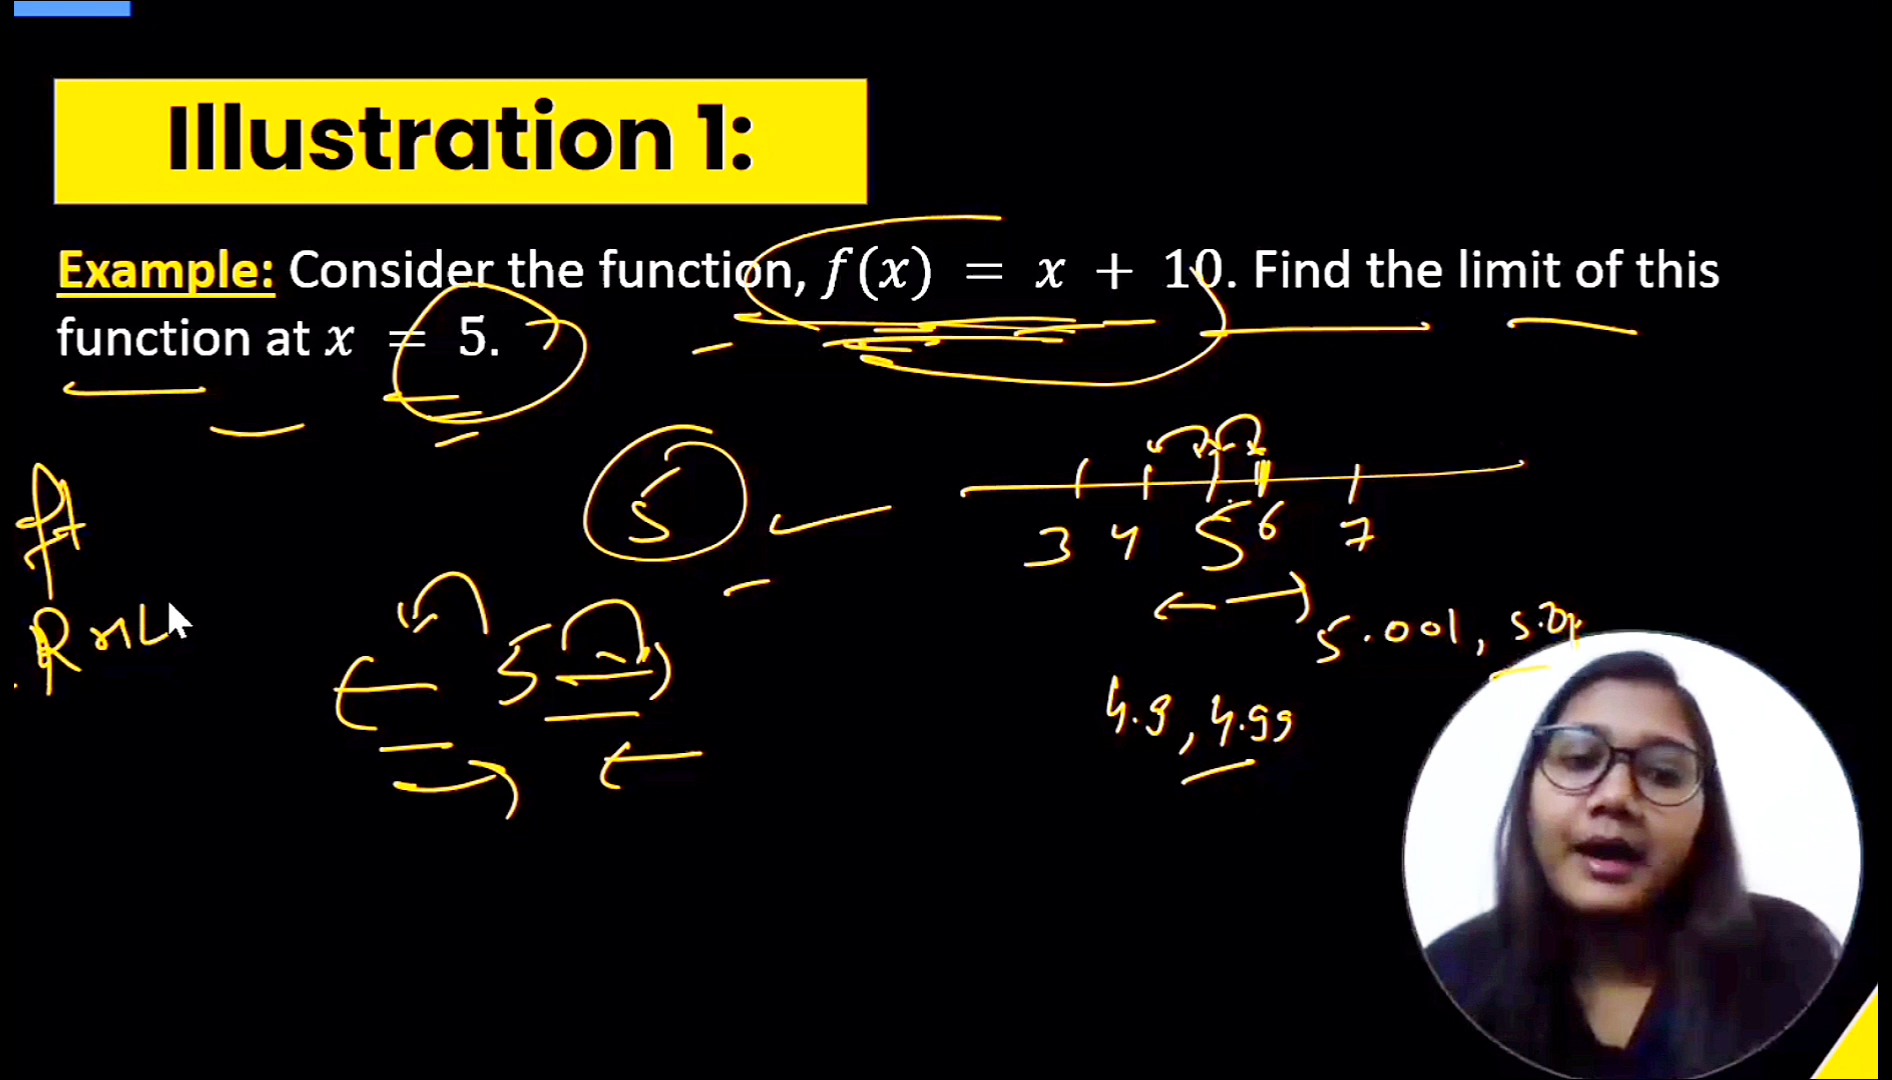 Illustration 1:
Example: Consider the function, f(x) = x + 10. Find the limit of this
function at x = 5.
5
3 4 5 6 7
5
5.001,
4.9, 4.99